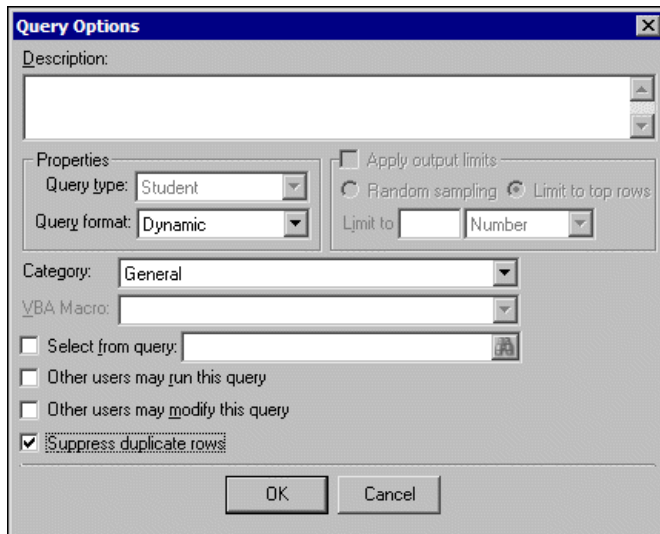 Query Options
Description:
Properties
Query type: Student
Query format: Dynamic
Apply output limits
Random sampling Limit to top rows
Limit to Number
Category: General
VBA Macro:
Select from query:
Other users may run this query
Other users may modify this query
Suppress duplicate rows
OK Cancel